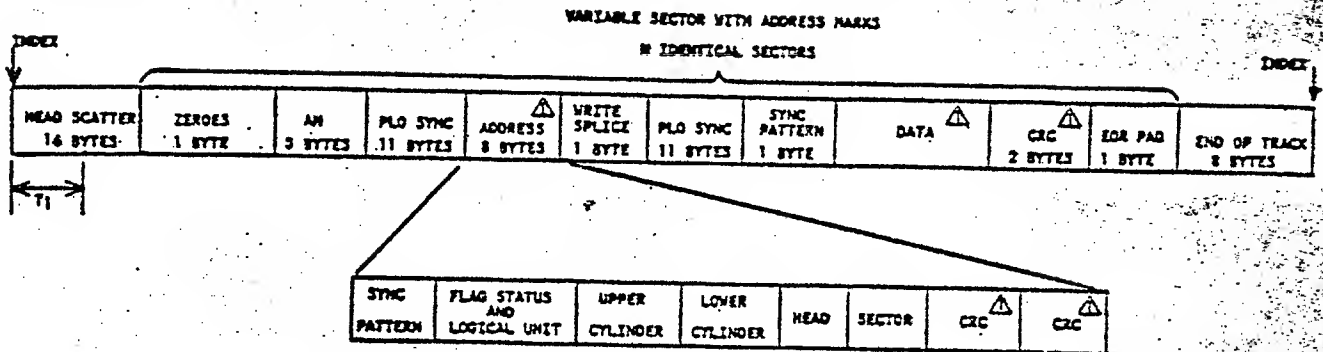 VARIABLE SECTOR WITH ADDRESS MARKS
N IDENTICAL SECTORS
INDEX
INDEX
HEAD SCATTER
16 BYTES
ZEROES
1 BYTE
AM
3 BYTES
PLO SYNC
11 BYTES
ADDRESS
8 BYTES
WRITE
SPLICE
1 BYTE
PLO SYNC
11 BYTES
SYNC
PATTERN
1 BYTE
DATA
CRC
2 BYTES
EOR PAD
1 BYTE
END OF TRACK
8 BYTES
T1
SYNC
PATTERN
FLAG STATUS
AND
LOGICAL UNIT
UPPER
CYLINDER
LOWER
CYLINDER
HEAD
SECTOR
CRC
CRC